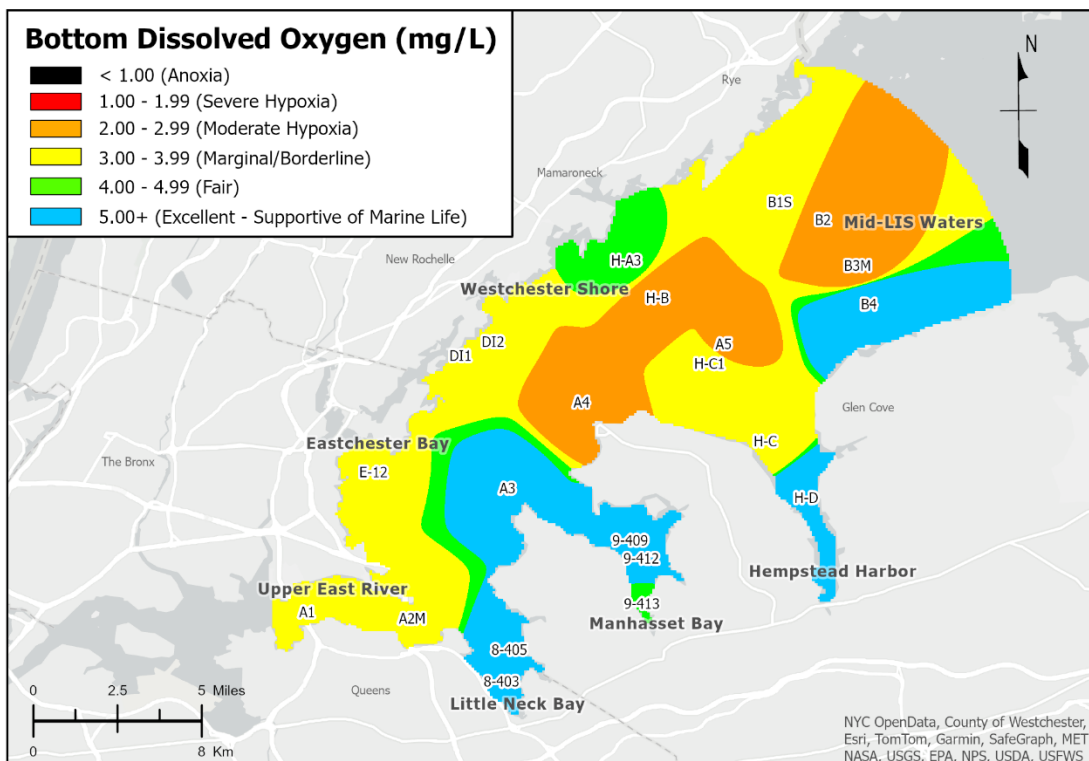 Bottom Dissolved Oxygen (mg/L)
< 1.00 (Anoxia)
1.00 - 1.99 (Severe Hypoxia)
2.00 - 2.99 (Moderate Hypoxia)
3.00 - 3.99 (Marginal/Borderline)
4.00 - 4.99 (Fair)
5.00+ (Excellent - Supportive of Marine Life)
N
Rye
Mamaroneck
B1S
B2
Mid-LIS Waters
New Rochelle
H-A3
B3M
Westchester Shore
H-B
B4
DI2
DI1
A5
H-C1
A4
Glen Cove
Eastchester Bay
H-C
The Bronx
E-12
A3
H-D
9-409
9-412
Hempstead Harbor
Upper East River
A1
A2M
9-413
Manhasset Bay
8-405
8-403
Queens
Little Neck Bay
0 2.5 5 Miles
0 8 Km
NYC OpenData, County of Westchester,
Esri, TomTom, Garmin, SafeGraph, MET
NASA, USGS, EPA, NPS, USDA, USFWS